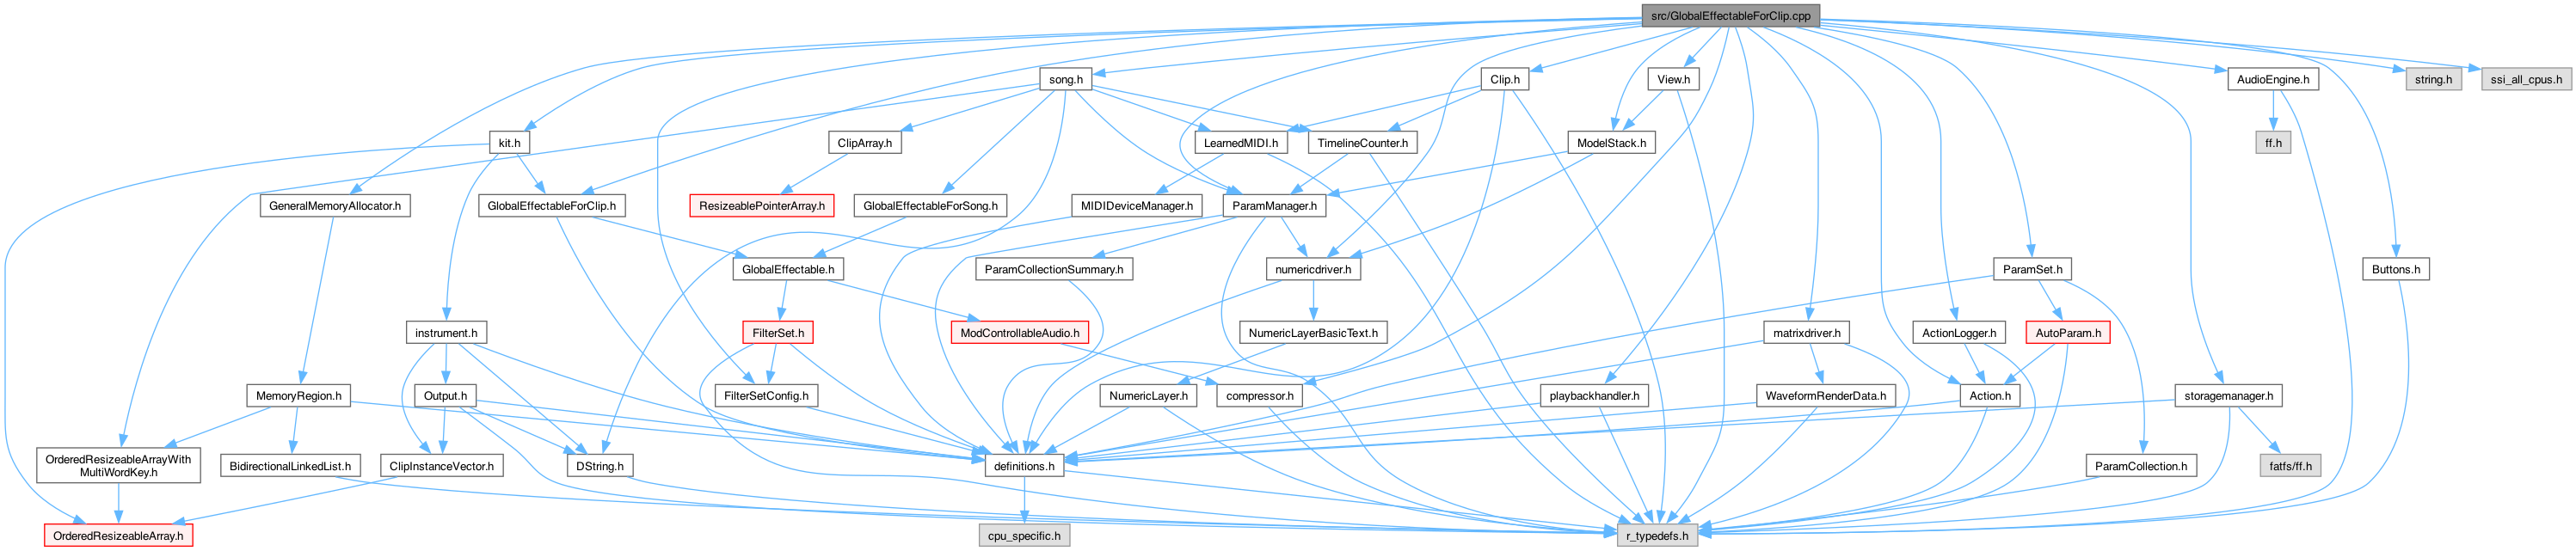 src/GlobalEffectableForClip.cpp
song.h
Clip.h
View.h
AudioEngine.h
string.h
ssi_all_cpus.h
kit.h
ClipArray.h
LearnedMIDI.h
TimelineCounter.h
ModelStack.h
ff.h
GeneralMemoryAllocator.h
GlobalEffectableForClip.h
ResizeablePointerArray.h
GlobalEffectableForSong.h
MIDIDeviceManager.h
ParamManager.h
GlobalEffectable.h
ParamCollectionSummary.h
numericdriver.h
ParamSet.h
Buttons.h
instrument.h
FilterSet.h
ModControllableAudio.h
NumericLayerBasicText.h
matrixdriver.h
ActionLogger.h
AutoParam.h
MemoryRegion.h
Output.h
FilterSetConfig.h
NumericLayer.h
compressor.h
playbackhandler.h
WaveformRenderData.h
Action.h
storagemanager.h
OrderedResizeableArrayWith
MultiWordKey.h
BidirectionalLinkedList.h
ClipInstanceVector.h
DString.h
definitions.h
ParamCollection.h
fatfs/ff.h
OrderedResizeableArray.h
cpu_specific.h
r_typedefs.h